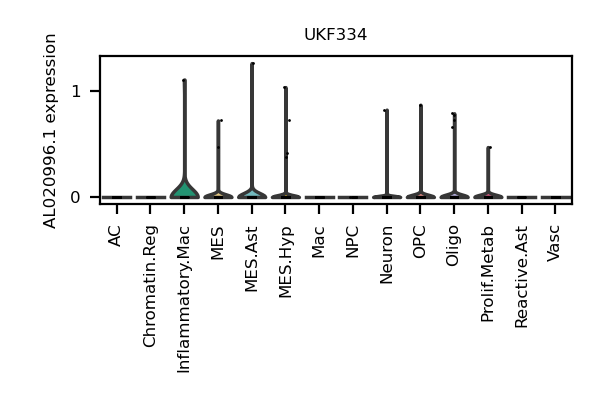 UKF334
AL020996.1 expression
1
0
AC
Chromatin.Reg
Inflammatory.Mac
MES
MES.Ast
MES.Hyp
Mac
NPC
Neuron
OPC
Oligo
Prolif.Metab
Reactive.Ast
Vasc